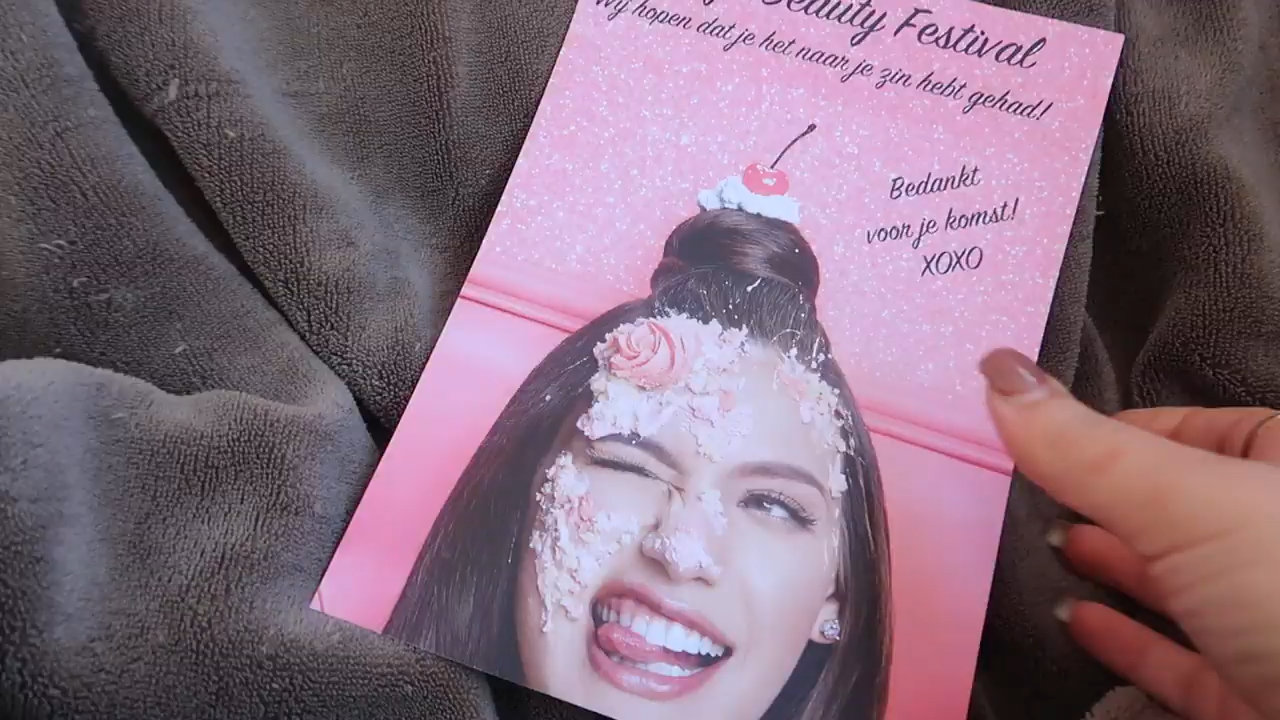 Beauty Festival
Wij hopen dat je het naar je zin hebt gehad!
Bedankt
voor je komst!
XOXO